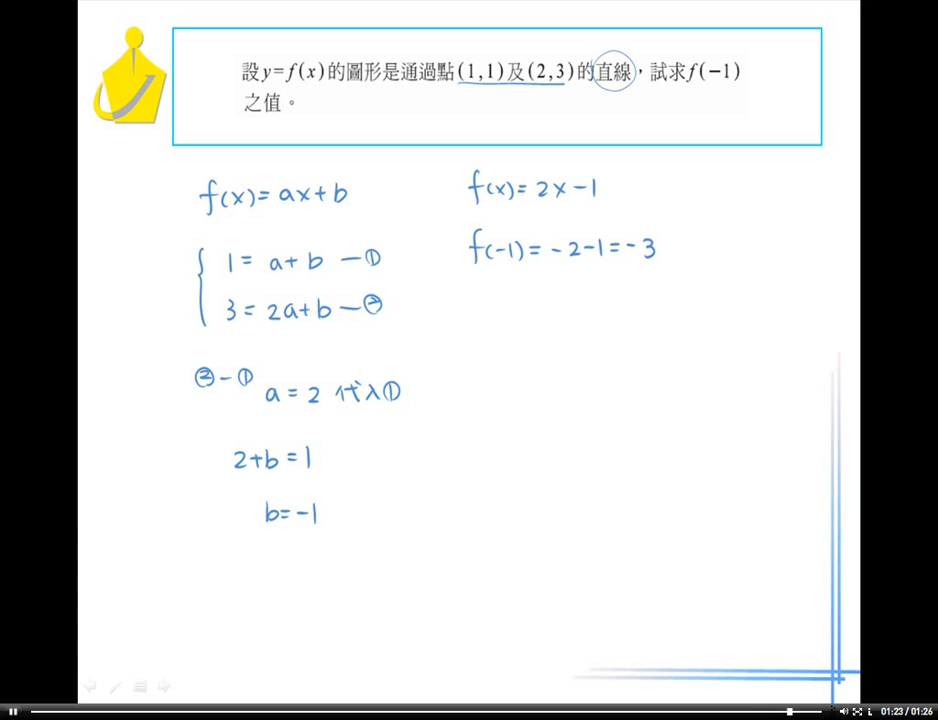 設y=f(x)的圖形是通過點(1,1)及(2,3)的直線，試求f(−1)
之值。
f(x)= ax+b
1= a+b —①
3= 2a+b —②
②-①
a=2 代入①
2+b=1
b=-1
f(x)= 2x-1
f(-1)= -2-1=-3
01:23 / 01:26